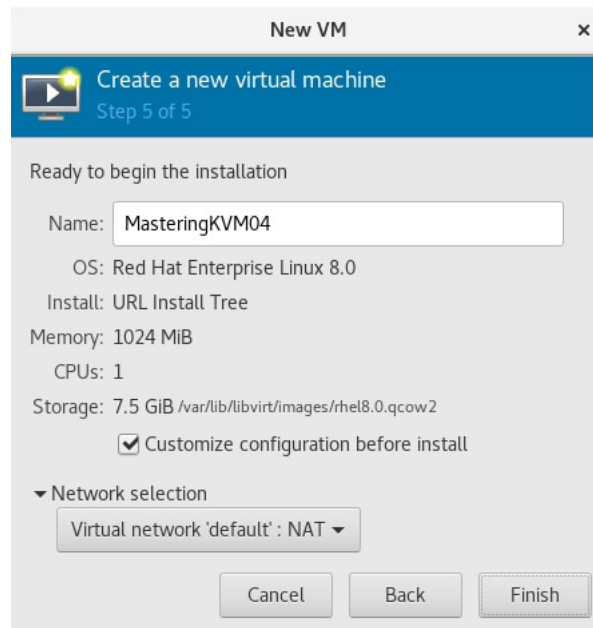 New VM
Create a new virtual machine
Step 5 of 5
Ready to begin the installation
Name: MasteringKVM04
OS: Red Hat Enterprise Linux 8.0
Install: URL Install Tree
Memory: 1024 MiB
CPUs: 1
Storage: 7.5 GiB /var/lib/libvirt/images/rhel8.0.qcow2
Customize configuration before install
Network selection
Virtual network 'default' : NAT
Cancel Back Finish